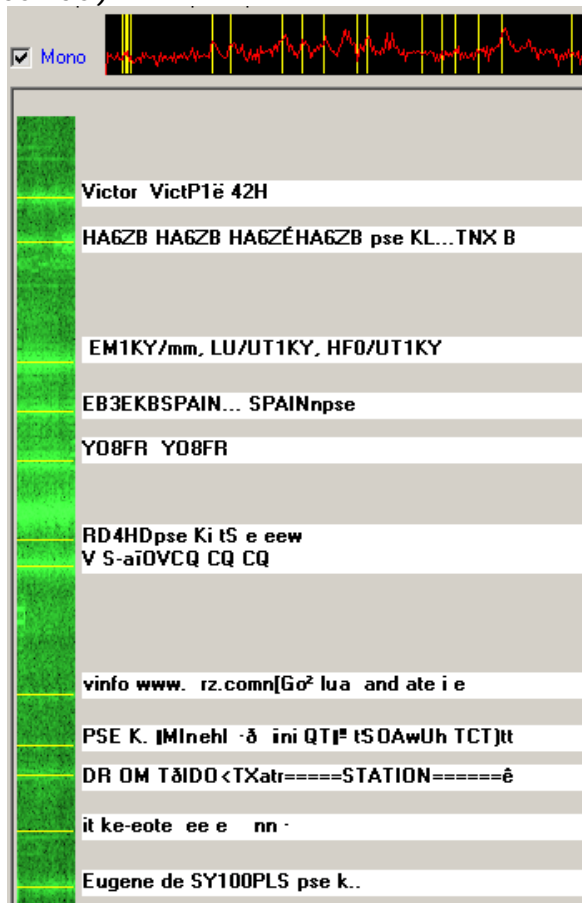 Mono
Victor VictP1ë 42H
HA6ZB HA6ZB HA6ZÉHA6ZB pse KL...TNX B
EM1KY/mm, LU/UT1KY, HF0/UT1KY
EB3EKBSPAIN... SPAINnpse
YO8FR YO8FR
RD4HDpse Ki tS e eew
V S-aïOVCQ CQ CQ
vinfo www. rz.comn[Go² lua and ate i e
PSE K. ini tSOAwUh TCT)tt
DR OM TðIDO<TXatr=====STATION======ê
it ke-eote ee e nn -
Eugene de SY100PLS pse k..